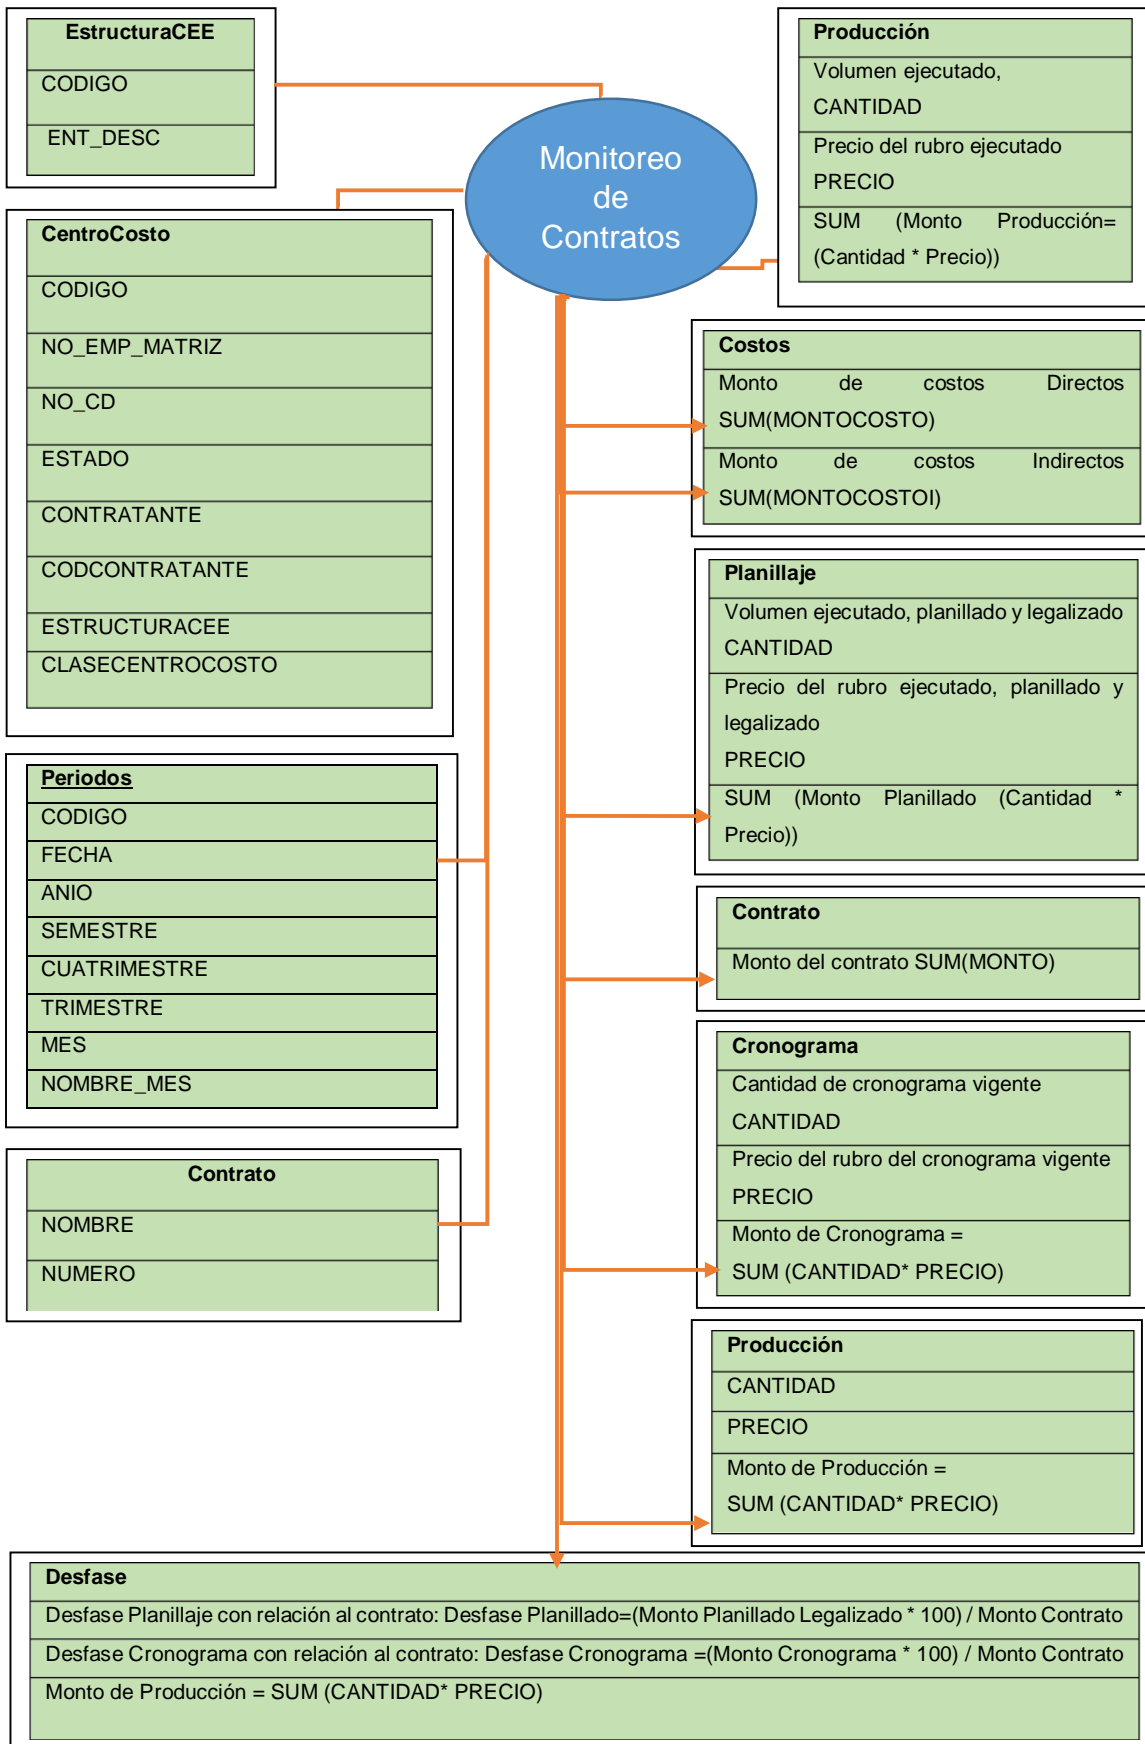 EstructuraCEE
CODIGO
ENT_DESC
Monitoreo
de
Contratos
Producción
Volumen ejecutado,
CANTIDAD
Precio del rubro ejecutado
PRECIO
SUM (Monto Producción=
(Cantidad * Precio))
CentroCosto
CODIGO
NO_EMP_MATRIZ
NO_CD
ESTADO
CONTRATANTE
CODCONTRATANTE
ESTRUCTURACEE
CLASECENTROCOSTO
Costos
Monto de costos Directos
SUM(MONTOCOSTO)
Monto de costos Indirectos
SUM(MONTOCOSTOI)
Planillaje
Volumen ejecutado, planillado y legalizado
CANTIDAD
Precio del rubro ejecutado, planillado y
legalizado
PRECIO
SUM (Monto Planillado (Cantidad *
Precio))
Periodos
CODIGO
FECHA
ANIO
SEMESTRE
CUATRIMESTRE
TRIMESTRE
MES
NOMBRE_MES
Contrato
Monto del contrato SUM(MONTO)
Cronograma
Cantidad de cronograma vigente
CANTIDAD
Precio del rubro del cronograma vigente
PRECIO
Monto de Cronograma =
SUM (CANTIDAD* PRECIO)
Contrato
NOMBRE
NUMERO
Producción
CANTIDAD
PRECIO
Monto de Producción =
SUM (CANTIDAD* PRECIO)
Desfase
Desfase Planillaje con relación al contrato: Desfase Planillado=(Monto Planillado Legalizado * 100) / Monto Contrato
Desfase Cronograma con relación al contrato: Desfase Cronograma =(Monto Cronograma * 100) / Monto Contrato
Monto de Producción = SUM (CANTIDAD* PRECIO)